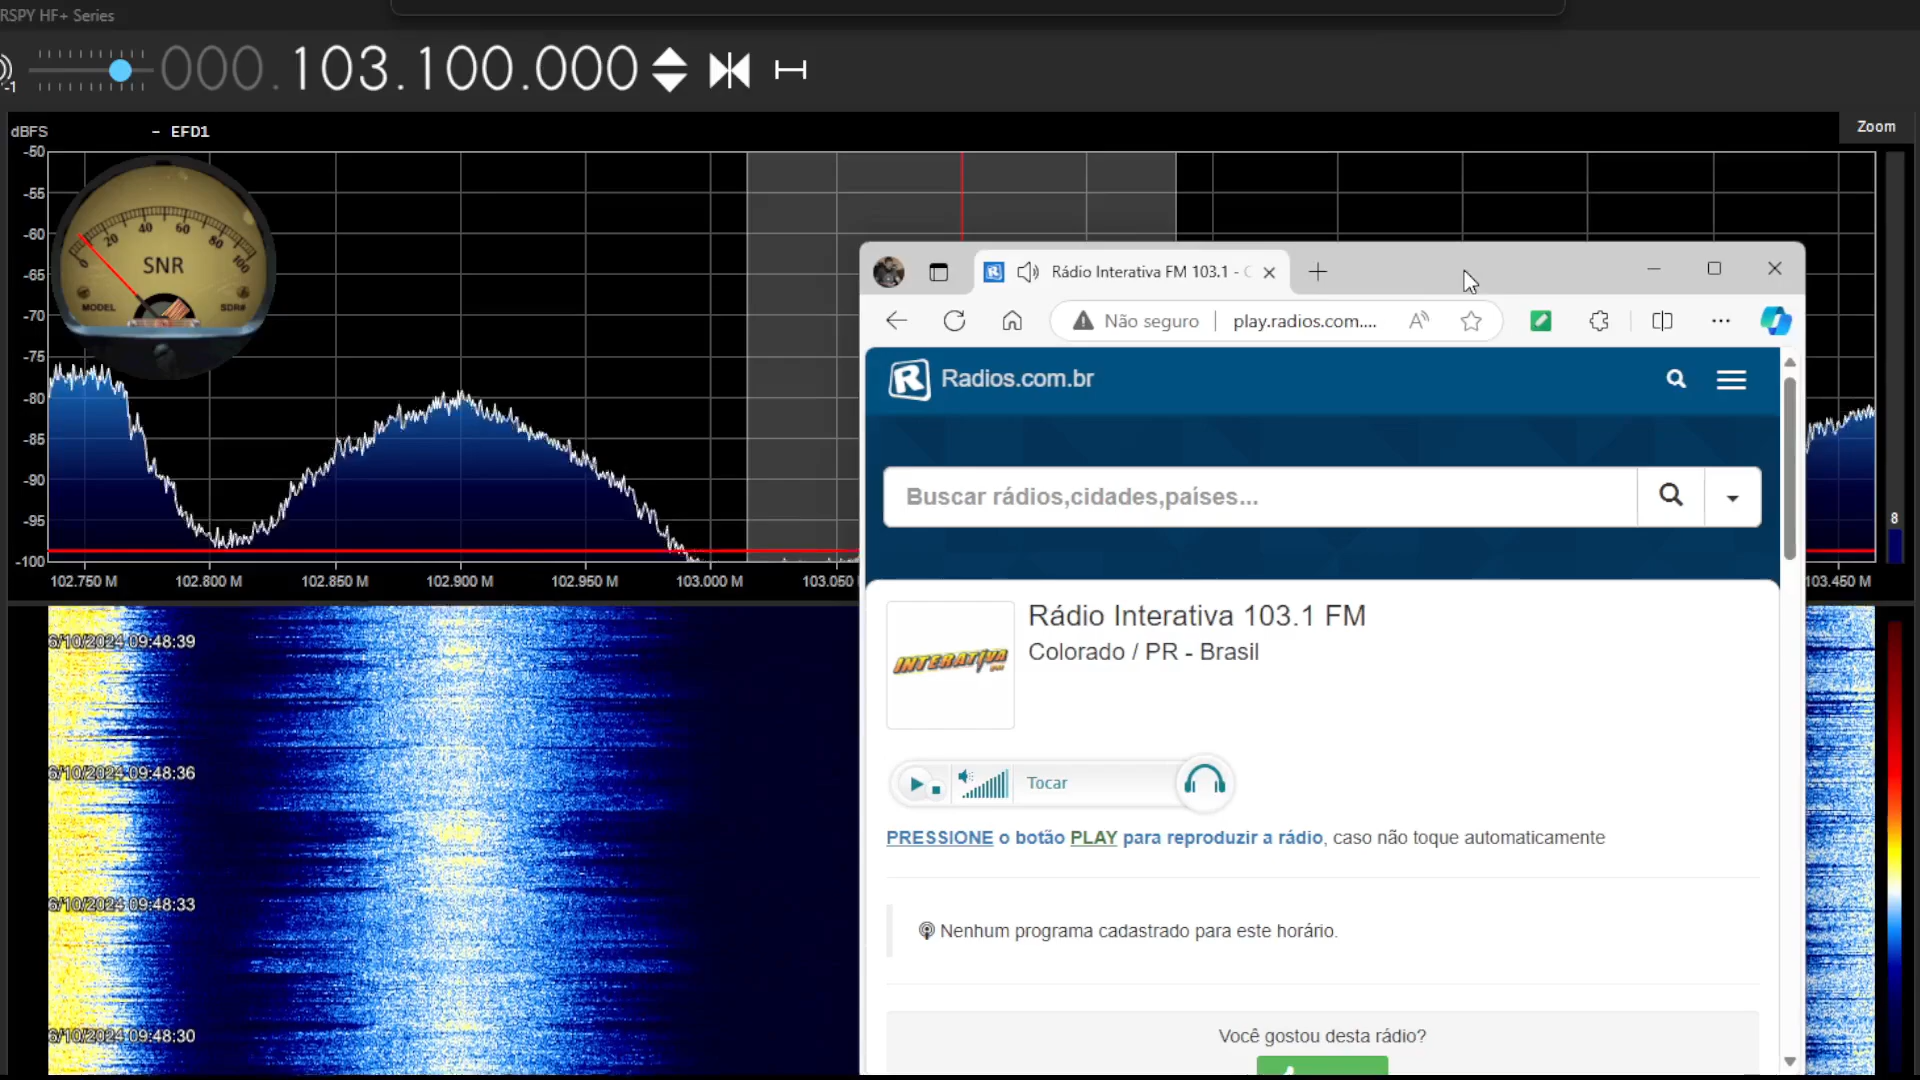 RSPY HF+ Series
-1
000.103.100.000
dBFS
– EFD1
Zoom
-50
-55
-60
-65
-70
-75
-80
-85
-90
-95
-100
0
20
40
60
80
100
SNR
MODEL
SDR#
8
102.750 M
102.800 M
102.850 M
102.900 M
102.950 M
103.000 M
103.050
103.450 M
6/10/2024 09:48:39
6/10/2024 09:48:36
6/10/2024 09:48:33
6/10/2024 09:48:30
Rádio Interativa FM 103.1 -
Não seguro
play.radios.com....
Radios.com.br
Buscar rádios,cidades,países...
INTERATIVA
Rádio Interativa 103.1 FM
Colorado / PR - Brasil
Tocar
PRESSIONE o botão PLAY para reproduzir a rádio, caso não toque automaticamente
Nenhum programa cadastrado para este horário.
Você gostou desta rádio?